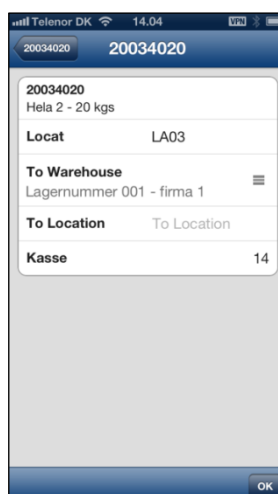 Telenor DK 14.04 VPN
20034020 20034020
20034020
Hela 2 - 20 kgs
Locat LA03
To Warehouse
Lagernummer 001 - firma 1
To Location To Location
Kasse 14
OK